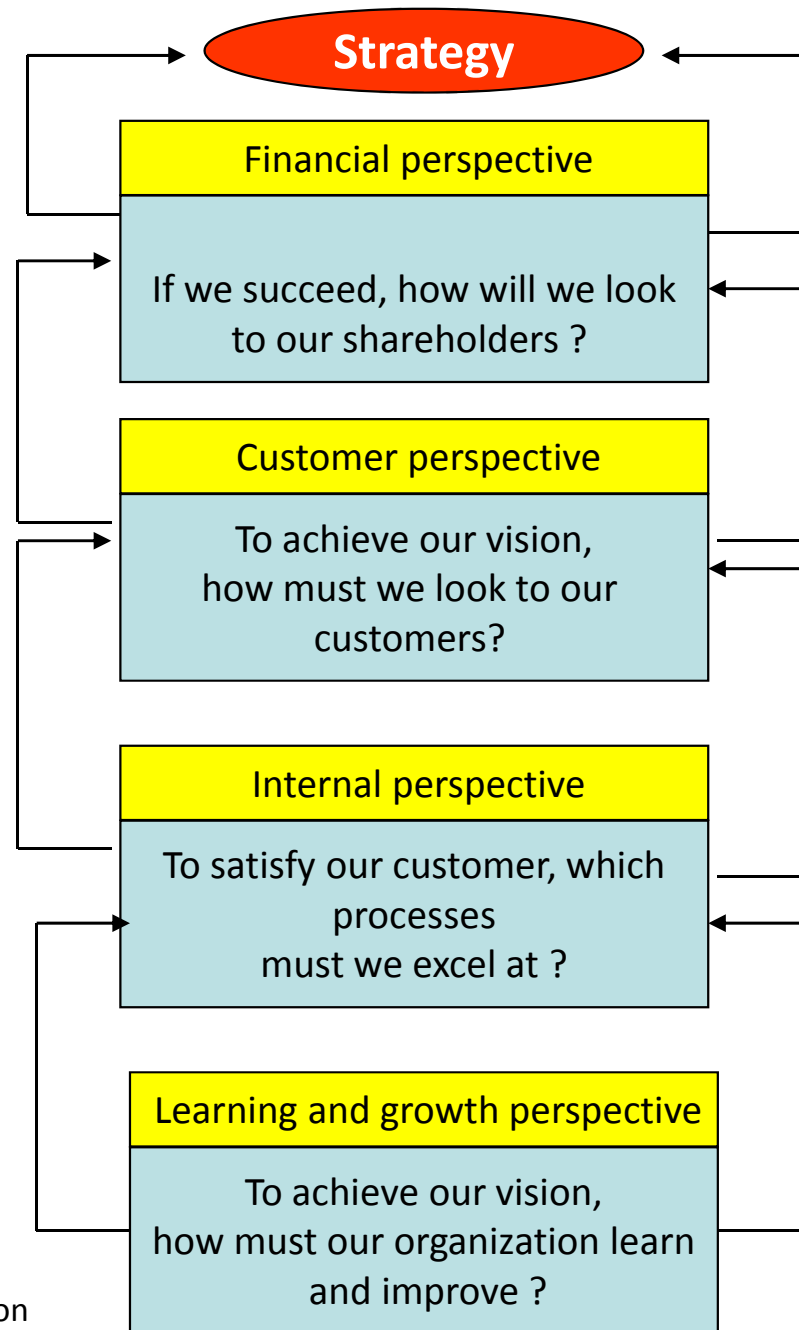 Strategy
Financial perspective
If we succeed, how will we look
to our shareholders ?
Customer perspective
To achieve our vision,
how must we look to our
customers?
Internal perspective
To satisfy our customer, which
processes
must we excel at ?
Learning and growth perspective
To achieve our vision,
how must our organization learn
and improve ?
on